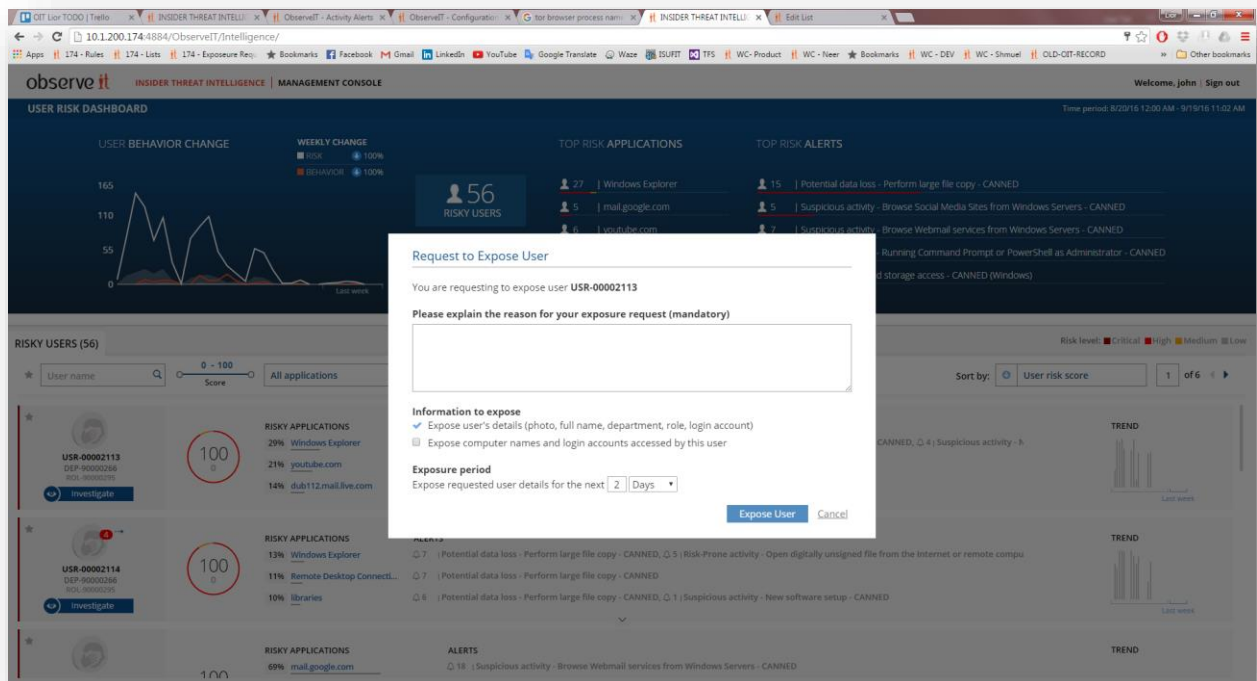 OIT Lior TODO | Trello
INSIDER THREAT INTELLI
ObserveIT - Activity Alerts
ObserveIT - Configuration
tor browser process name
INSIDER THREAT INTELLI
Edit List
Lior
10.1.200.174:4884/ObserveIT/Intelligence/
Apps 174 - Rules 174 - Lists 174 - Exposeure Req Bookmarks Facebook Gmail LinkedIn YouTube Google Translate Waze ISUFIT TFS WC-Product WC - Neer Bookmarks WC - DEV WC - Shmuel OLD-OIT-RECORD » Other bookmarks
observe it INSIDER THREAT INTELLIGENCE | MANAGEMENT CONSOLE Welcome, john | Sign out
USER RISK DASHBOARD Time period: 8/20/16 12:00 AM - 9/19/16 11:02 AM
USER BEHAVIOR CHANGE
WEEKLY CHANGE
RISK 100%
BEHAVIOR 100%
165
110
55
0
Last week
56
RISKY USERS
TOP RISK APPLICATIONS
27 | Windows Explorer
5 | mail.google.com
6 | youtube.com
TOP RISK ALERTS
15 | Potential data loss - Perform large file copy - CANNED
5 | Suspicious activity - Browse Social Media Sites from Windows Servers - CANNED
7 | Suspicious activity - Browse Webmail services from Windows Servers - CANNED
- Running Command Prompt or PowerShell as Administrator - CANNED
d storage access - CANNED (Windows)
Request to Expose User
You are requesting to expose user USR-00002113
Please explain the reason for your exposure request (mandatory)
Information to expose
Expose user's details (photo, full name, department, role, login account)
Expose computer names and login accounts accessed by this user
Exposure period
Expose requested user details for the next 2 Days
Expose User Cancel
RISKY USERS (56) Risk level: Critical High Medium Low
User name
0 - 100
Score
All applications
Sort by: User risk score
1 of 6
USR-00002113
DEP-90000266
ROL-90000295
Investigate
100
0
RISKY APPLICATIONS
29% Windows Explorer
21% youtube.com
14% dub112.mail.live.com
CANNED, 4 | Suspicious activity -
TREND
Last week
4
USR-00002114
DEP-90000266
ROL-90000295
Investigate
100
0
RISKY APPLICATIONS
13% Windows Explorer
11% Remote Desktop Connecti...
10% libraries
ALERTS
7 | Potential data loss - Perform large file copy - CANNED, 5 | Risk-Prone activity - Open digitally unsigned file from the Internet or remote compu
7 | Potential data loss - Perform large file copy - CANNED
6 | Potential data loss - Perform large file copy - CANNED, 1 | Suspicious activity - New software setup - CANNED
TREND
Last week
100
RISKY APPLICATIONS
69% mail.google.com
ALERTS
18 | Suspicious activity - Browse Webmail services from Windows Servers - CANNED
TREND